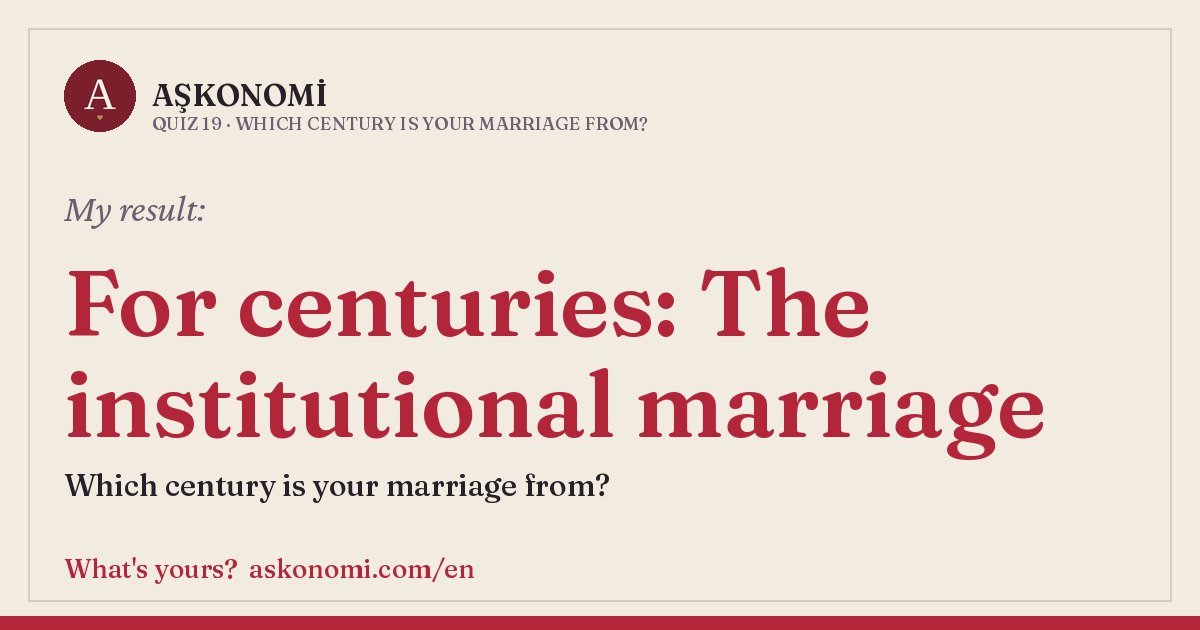 A
AŞKONOMİ
QUIZ 19 · WHICH CENTURY IS YOUR MARRIAGE FROM?
My result:
For centuries: The
institutional marriage
Which century is your marriage from?
What's yours? askonomi.com/en